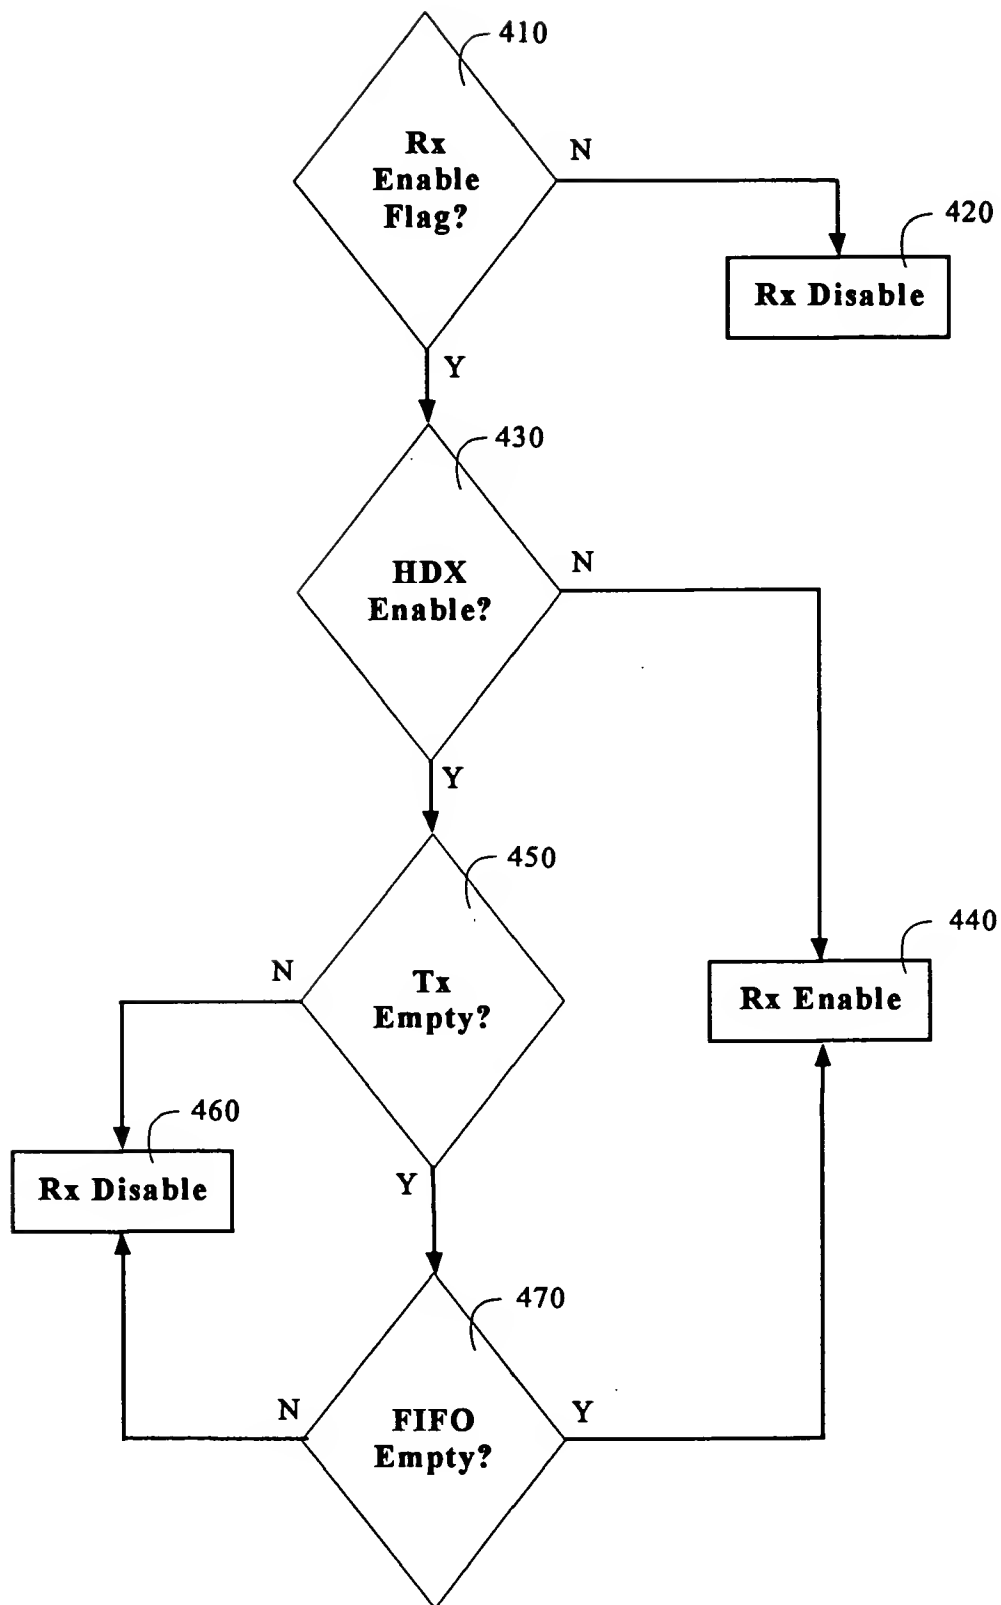 410
Rx
Enable
Flag?
N
420
Rx Disable
Y
430
HDX
Enable?
N
Y
450
Tx
Empty?
N
440
Rx Enable
460
Rx Disable
Y
470
FIFO
Empty?
N
Y